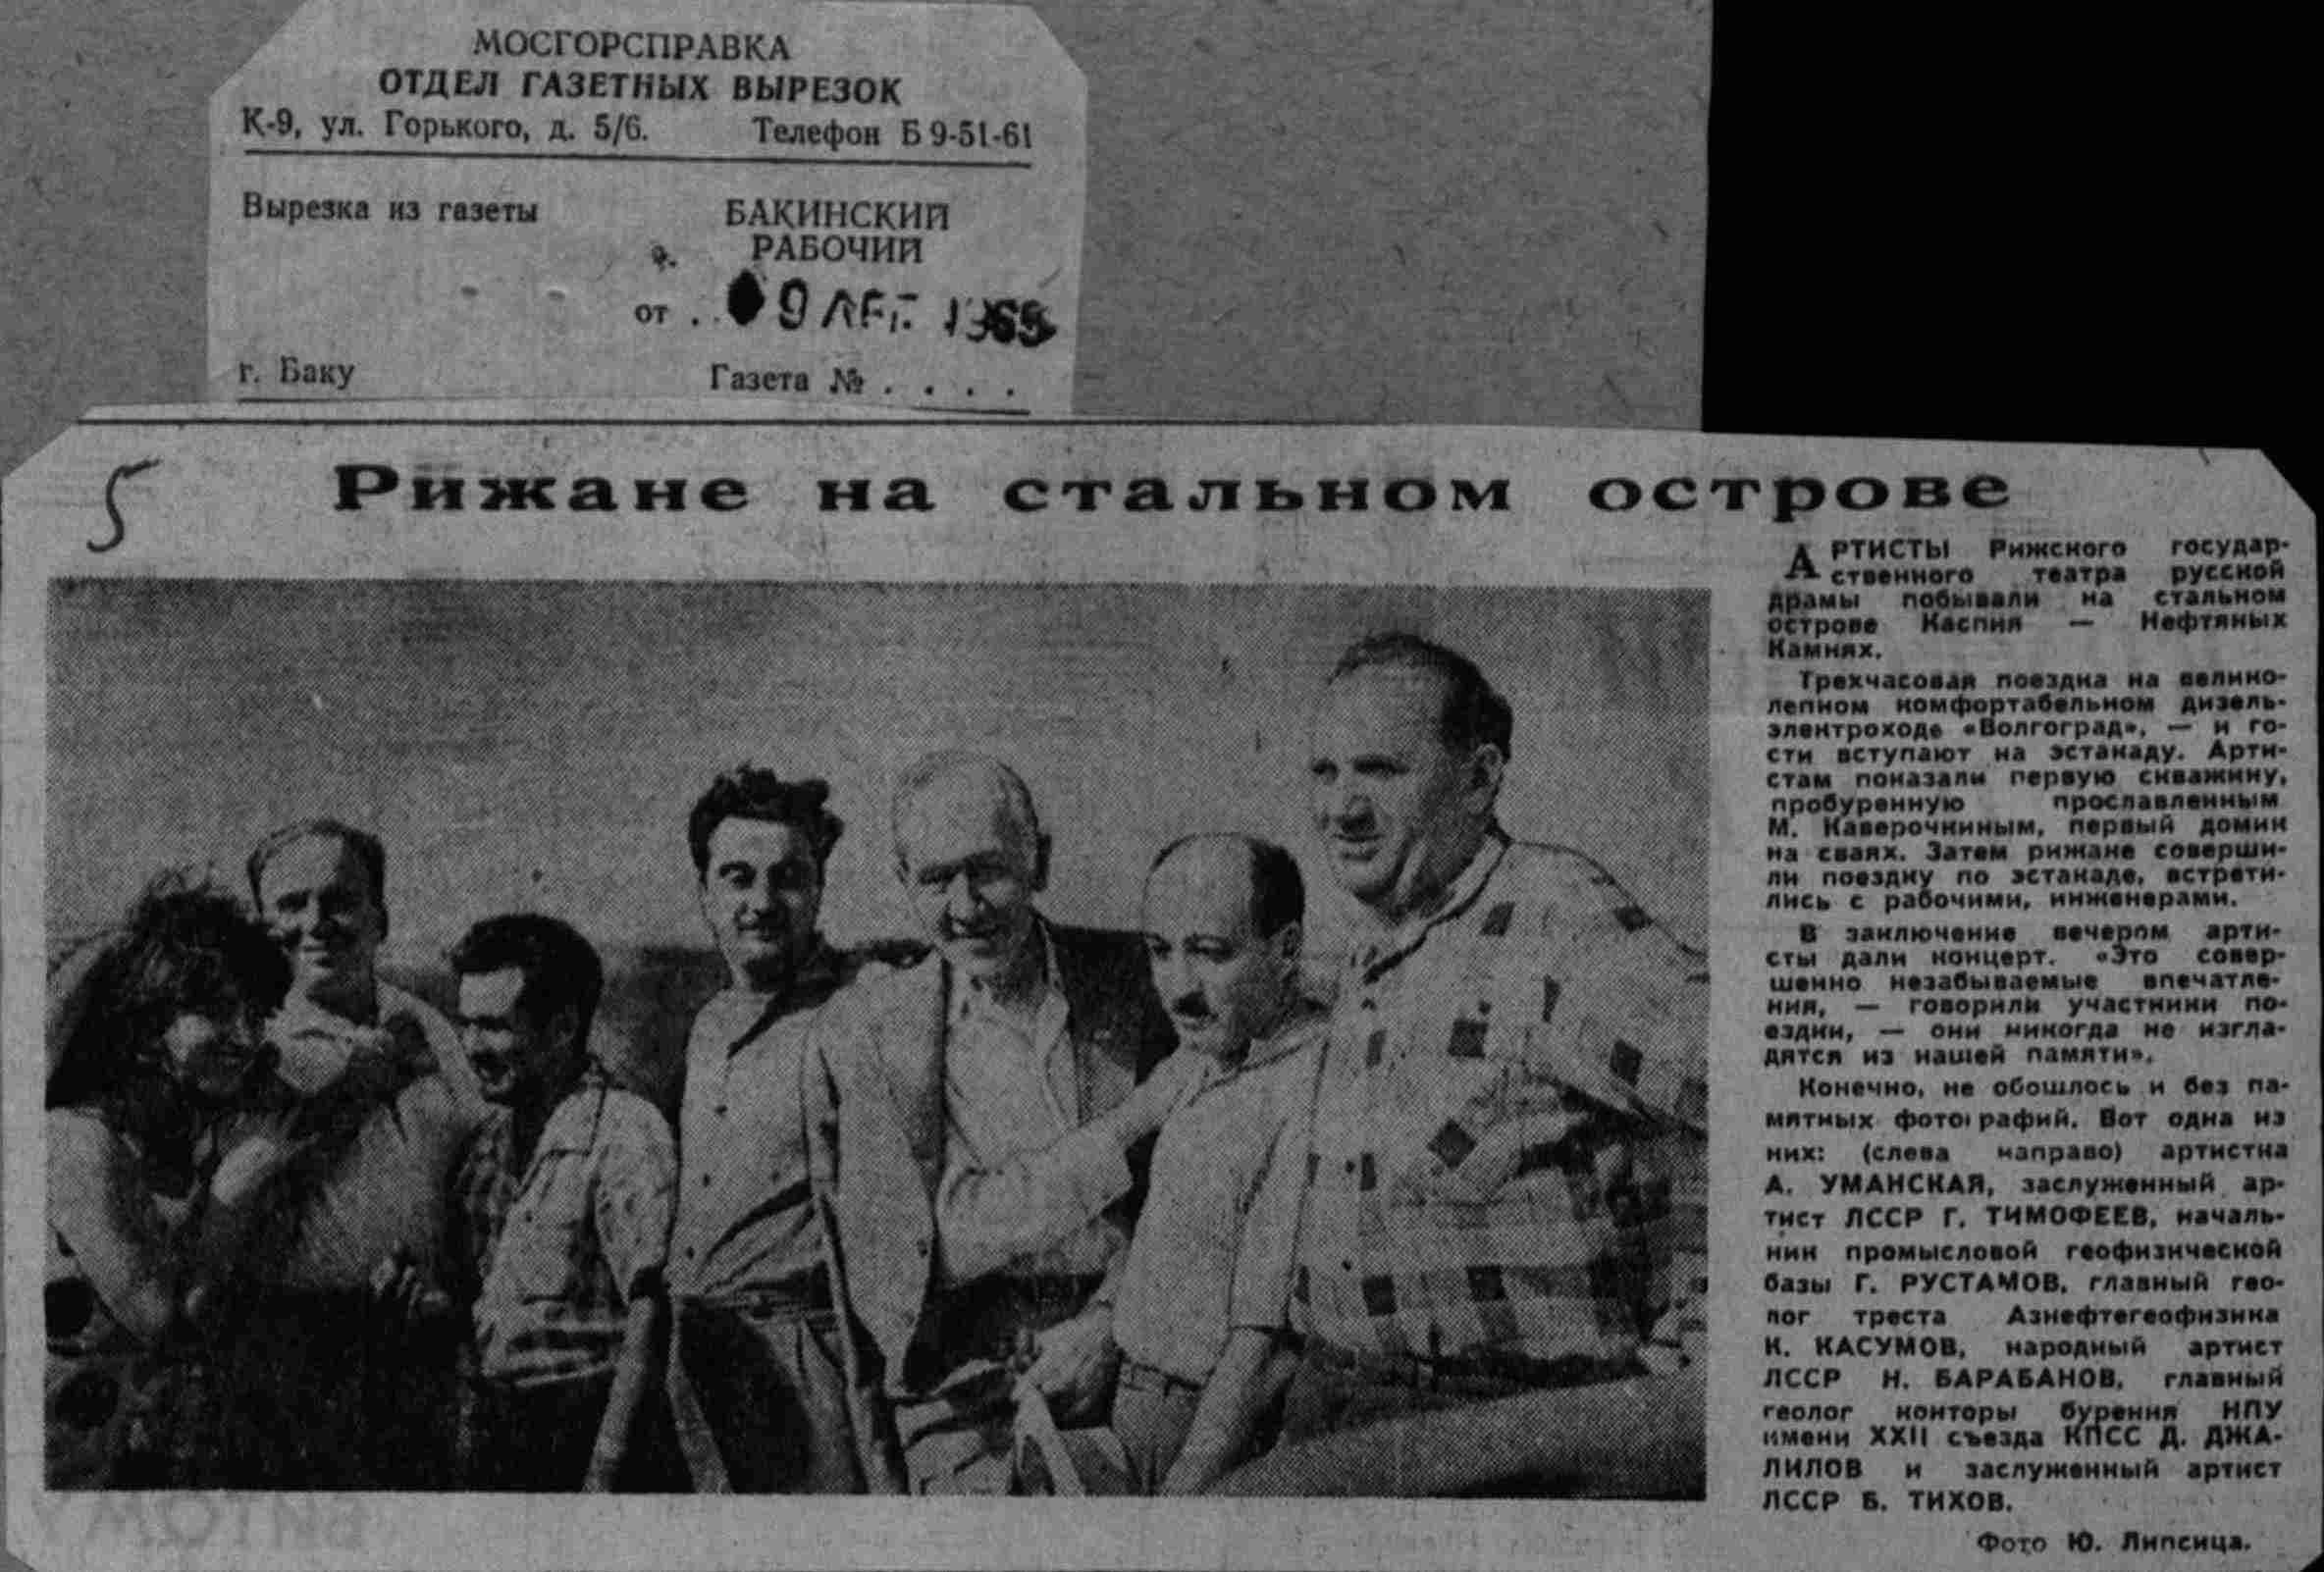 МОСГОРСПРАВКА
ОТДЕЛ ГАЗЕТНЫХ ВЫРЕЗОК
К-9, ул. Горького, д. 5/6. Телефон Б 9-51-61
Вырезка из газеты
БАКИНСКИЙ
РАБОЧИЙ
от . . 9 АВГ. 1965
г. Баку Газета № . . . .
5
Рижане на стальном острове
АРТИСТЫ Рижского государ-
ственного театра русской
драмы побывали на стальном
острове Каспия — Нефтяных
Камнях.
Трехчасовая поездка на велико-
лепном комфортабельном дизель-
электроходе «Волгоград», — и го-
сти вступают на эстакаду. Арти-
стам показали первую скважину,
пробуренную прославленным
М. Каверочкиным, первый домик
на сваях. Затем рижане соверши-
ли поездку по эстакаде, встрети-
лись с рабочими, инженерами.
В заключение вечером арти-
сты дали концерт. «Это совер-
шенно незабываемые впечатле-
ния, — говорили участники по-
ездки, — они никогда не изгла-
дятся из нашей памяти».
Конечно, не обошлось и без па-
мятных фотографий. Вот одна из
них: (слева направо) артистка
А. УМАНСКАЯ, заслуженный ар-
тист ЛССР Г. ТИМОФЕЕВ, началь-
ник промысловой геофизической
базы Г. РУСТАМОВ, главный гео-
лог треста Азнефтегеофизика
К. КАСУМОВ, народный артист
ЛССР Н. БАРАБАНОВ, главный
геолог конторы бурения НПУ
имени XXII съезда КПСС Д. ДЖА-
ЛИЛОВ и заслуженный артист
ЛССР Б. ТИХОВ.
Фото Ю. Липсица.